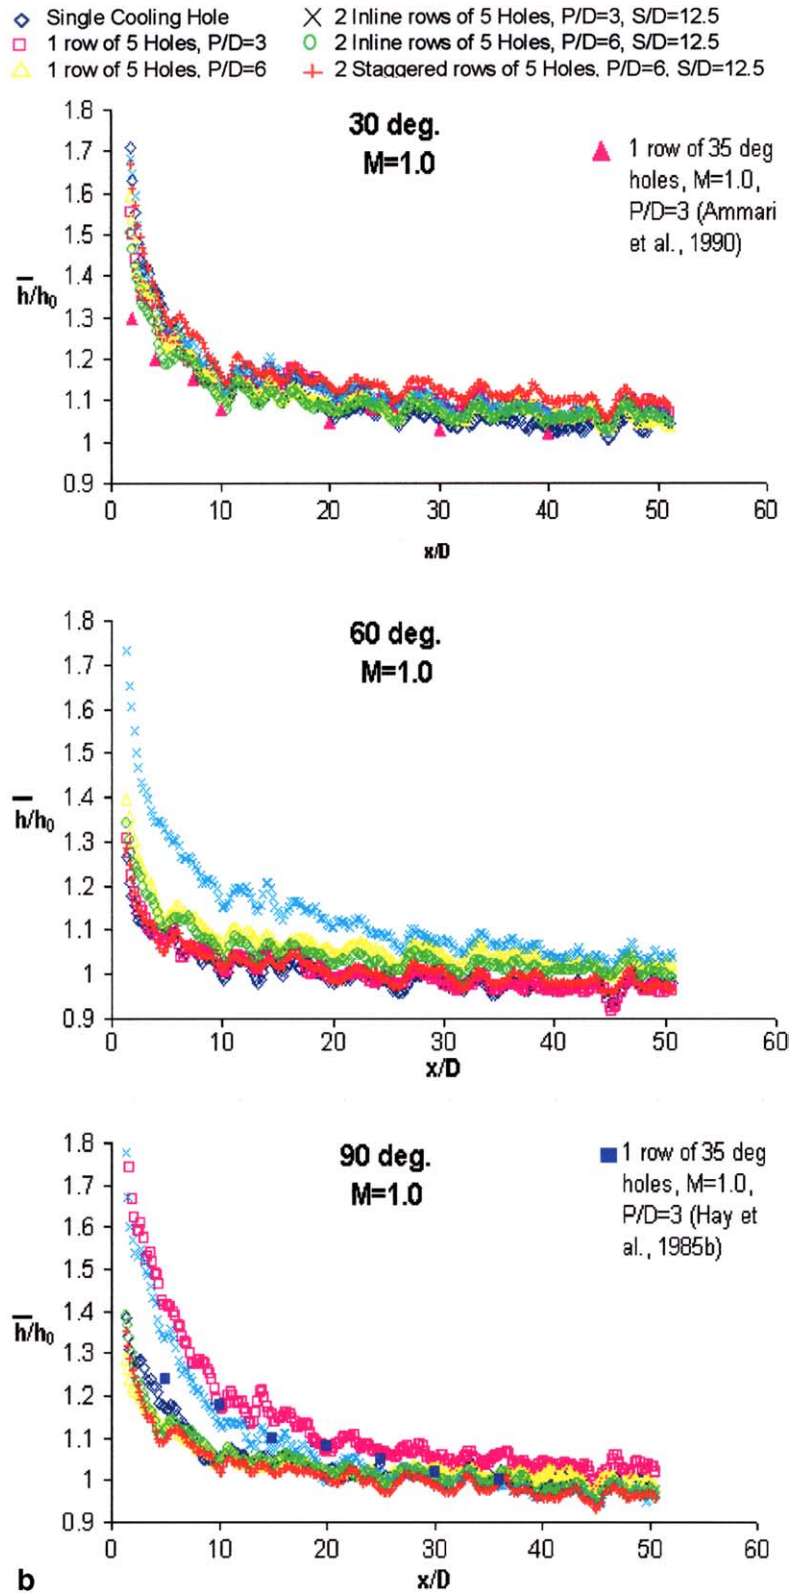 Single Cooling Hole
1 row of 5 Holes, P/D=3
1 row of 5 Holes, P/D=6
2 Inline rows of 5 Holes, P/D=3, S/D=12.5
2 Inline rows of 5 Holes, P/D=6, S/D=12.5
2 Staggered rows of 5 Holes, P/D=6, S/D=12.5
30 deg.
M=1.0
1 row of 35 deg
holes, M=1.0,
P/D=3 (Ammari
et al., 1990)
1.8
1.7
1.6
1.5
1.4
1.3
1.2
1.1
1
0.9
h̅/h₀
0 10 20 30 40 50 60
x/D
60 deg.
M=1.0
1.8
1.7
1.6
1.5
1.4
1.3
1.2
1.1
1
0.9
h̅/h₀
0 10 20 30 40 50 60
x/D
90 deg.
M=1.0
1 row of 35 deg
holes, M=1.0,
P/D=3 (Hay et
al., 1985b)
1.8
1.7
1.6
1.5
1.4
1.3
1.2
1.1
1
0.9
h̅/h₀
0 10 20 30 40 50 60
x/D
b